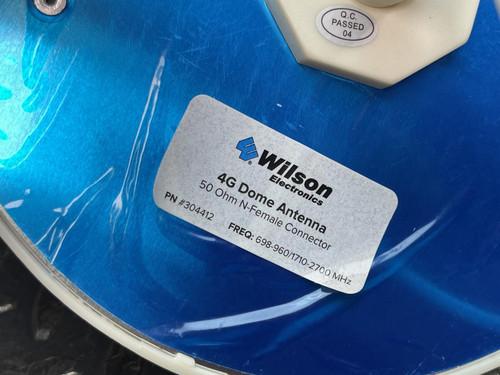 Q.C.
PASSED
04
Wilson
Electronics
4G Dome Antenna
50 Ohm N-Female Connector
PN #304412
FREQ: 698-960/1710-2700 MHz